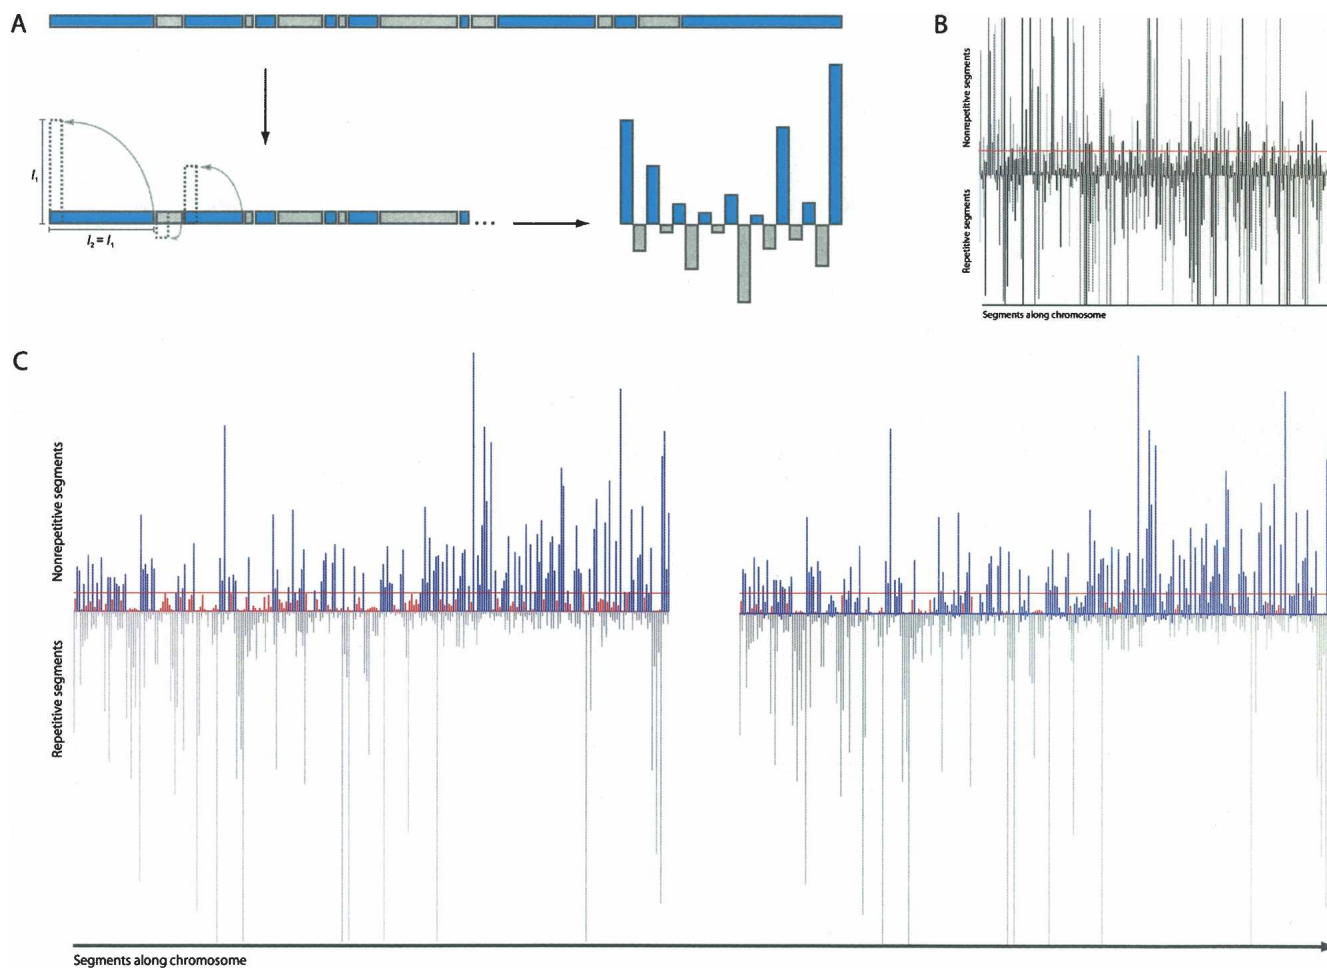 A
B
Nonrepetitive segments
Repetitive segments
l₁
l₂ = l₁
...
Segments along chromosome
C
Nonrepetitive segments
Repetitive segments
Segments along chromosome